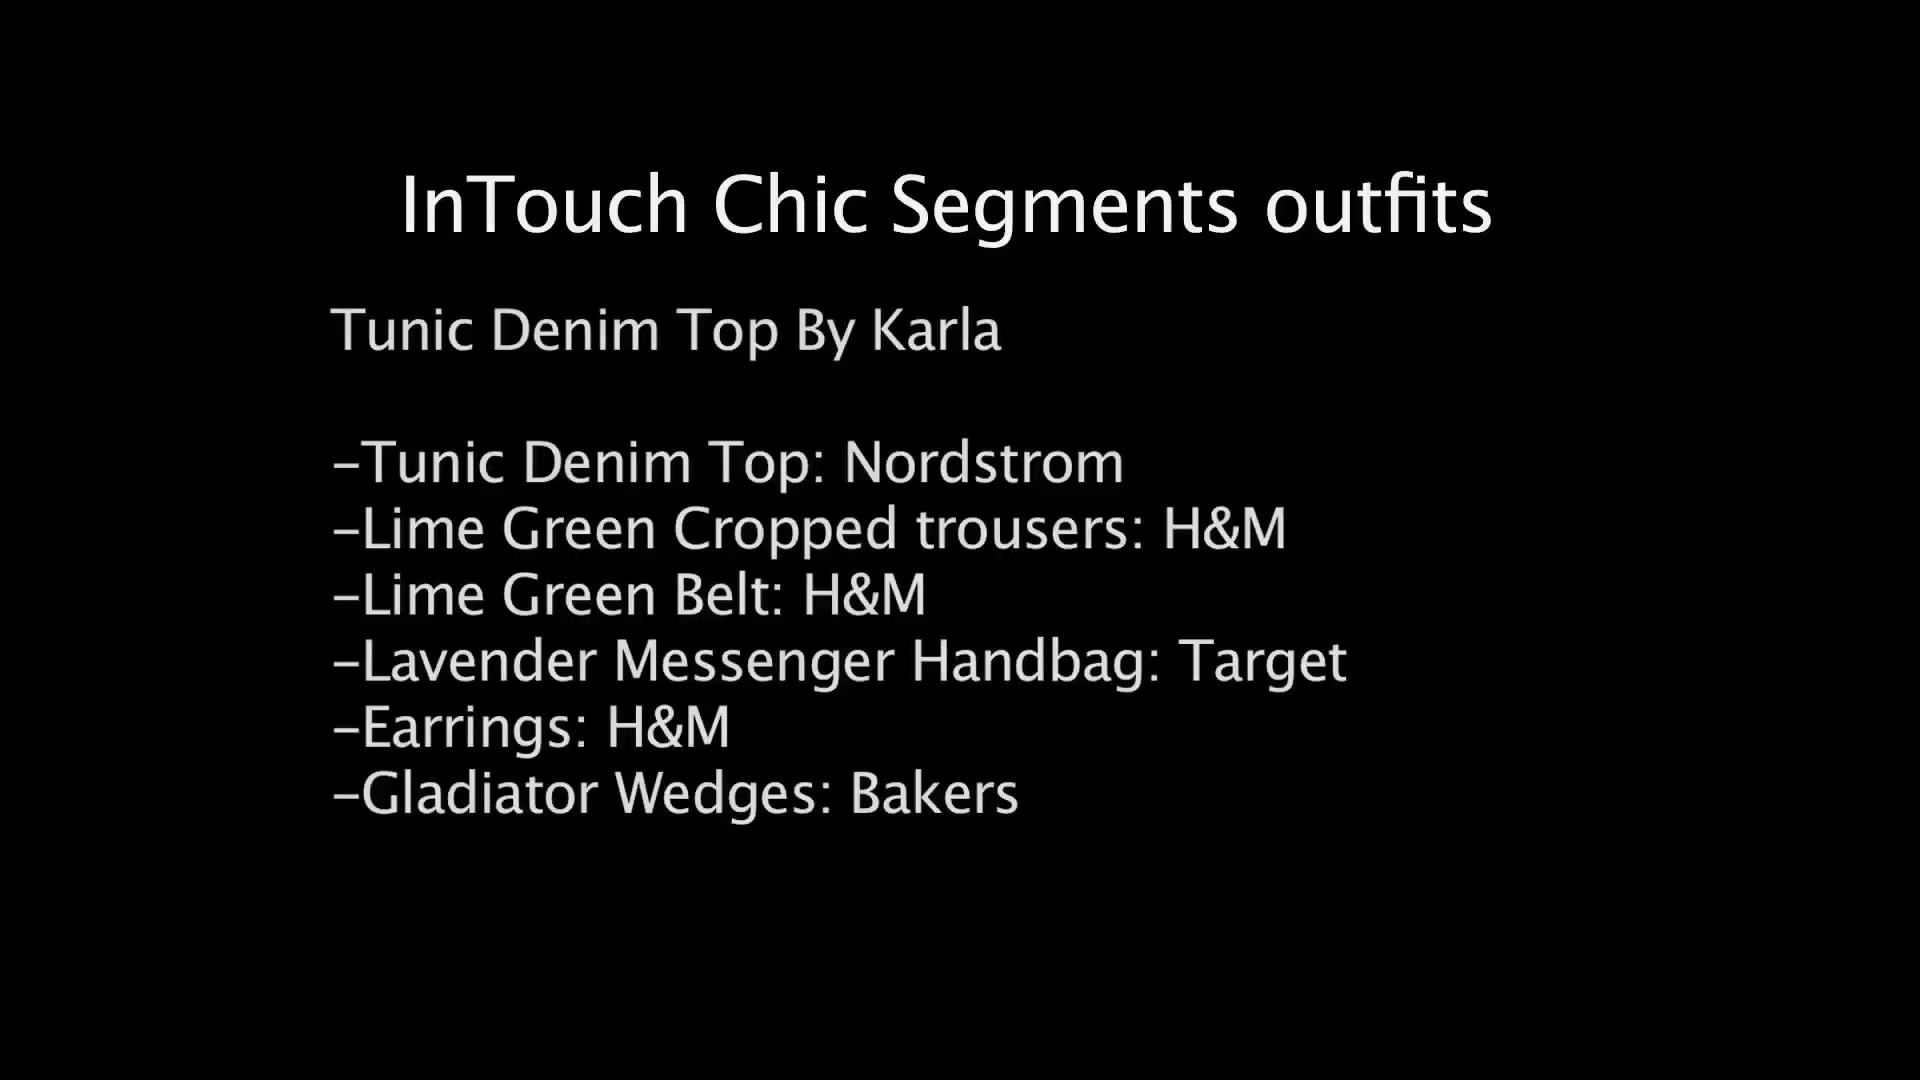 InTouch Chic Segments outfits
Tunic Denim Top By Karla
-Tunic Denim Top: Nordstrom
-Lime Green Cropped trousers: H&M
-Lime Green Belt: H&M
-Lavender Messenger Handbag: Target
-Earrings: H&M
-Gladiator Wedges: Bakers